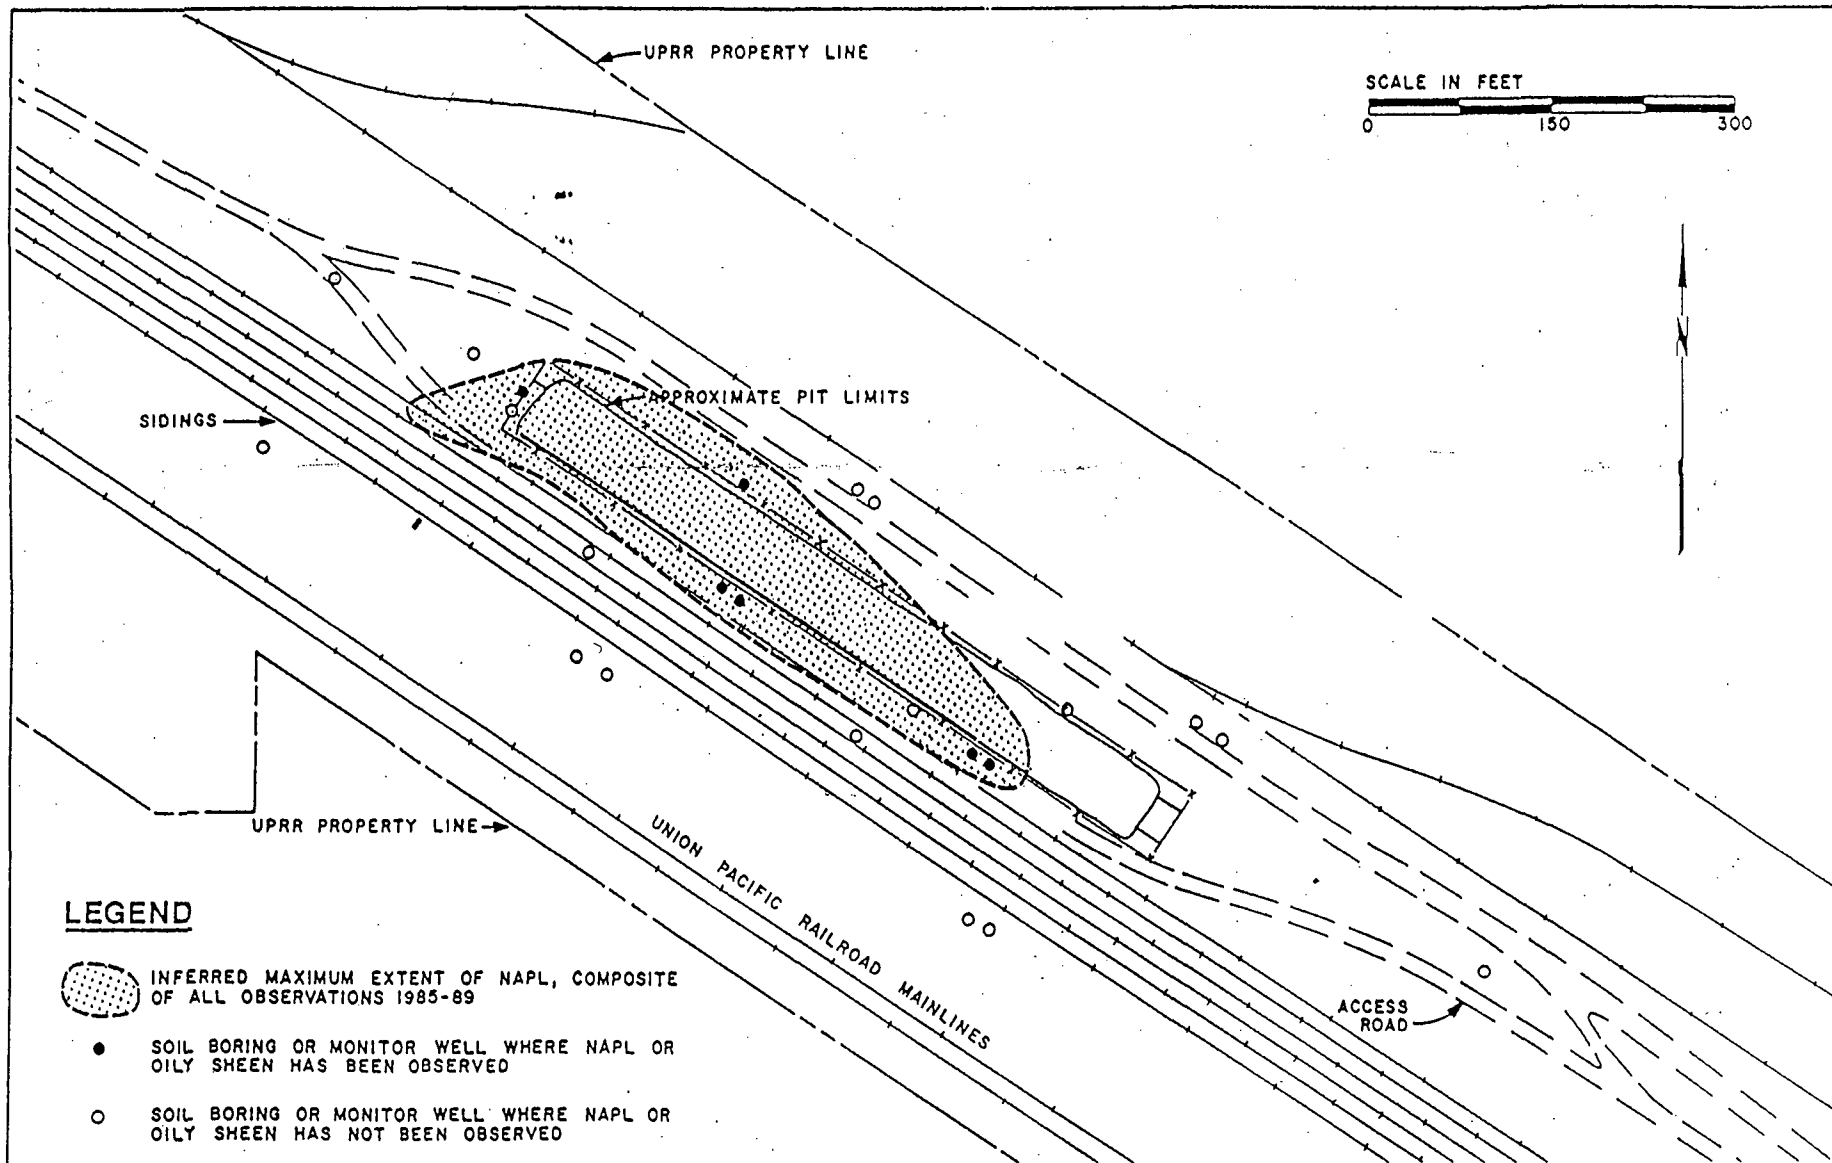 UPRR PROPERTY LINE
SCALE IN FEET
0 150 300
N
APPROXIMATE PIT LIMITS
SIDINGS
UPRR PROPERTY LINE
UNION PACIFIC RAILROAD MAINLINES
ACCESS
ROAD
LEGEND
INFERRED MAXIMUM EXTENT OF NAPL, COMPOSITE
OF ALL OBSERVATIONS 1985-89
SOIL BORING OR MONITOR WELL WHERE NAPL OR
OILY SHEEN HAS BEEN OBSERVED
SOIL BORING OR MONITOR WELL WHERE NAPL OR
OILY SHEEN HAS NOT BEEN OBSERVED